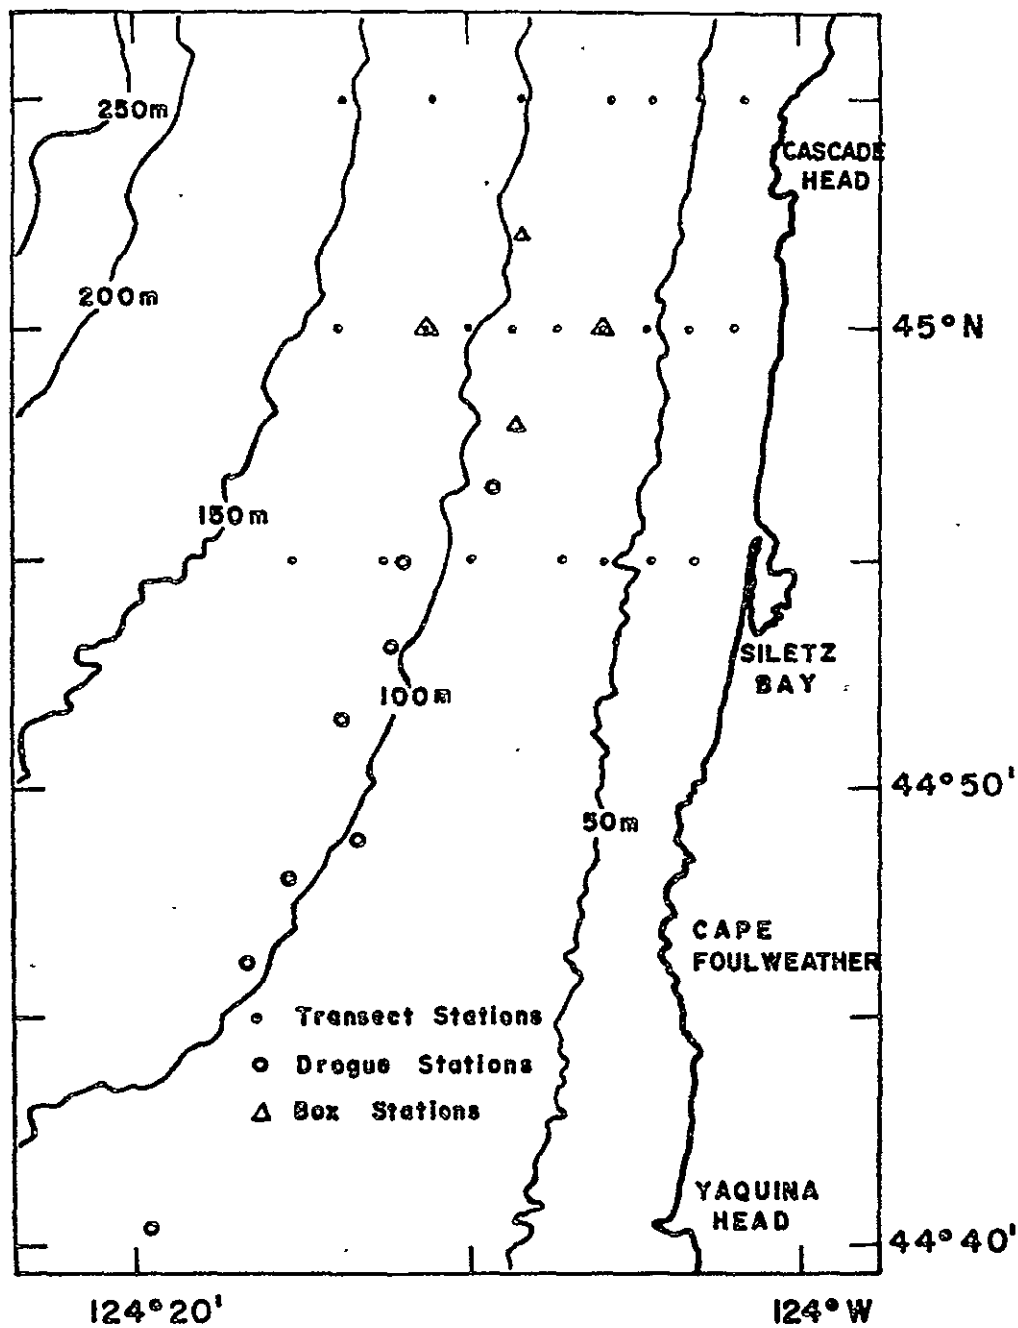 250m
CASCADE
HEAD
200m
45°N
150m
SILETZ
BAY
100m
44°50'
50m
CAPE
FOULWEATHER
Transect Stations
Drogue Stations
Box Stations
YAQUINA
HEAD
44°40'
124°20'
124°W